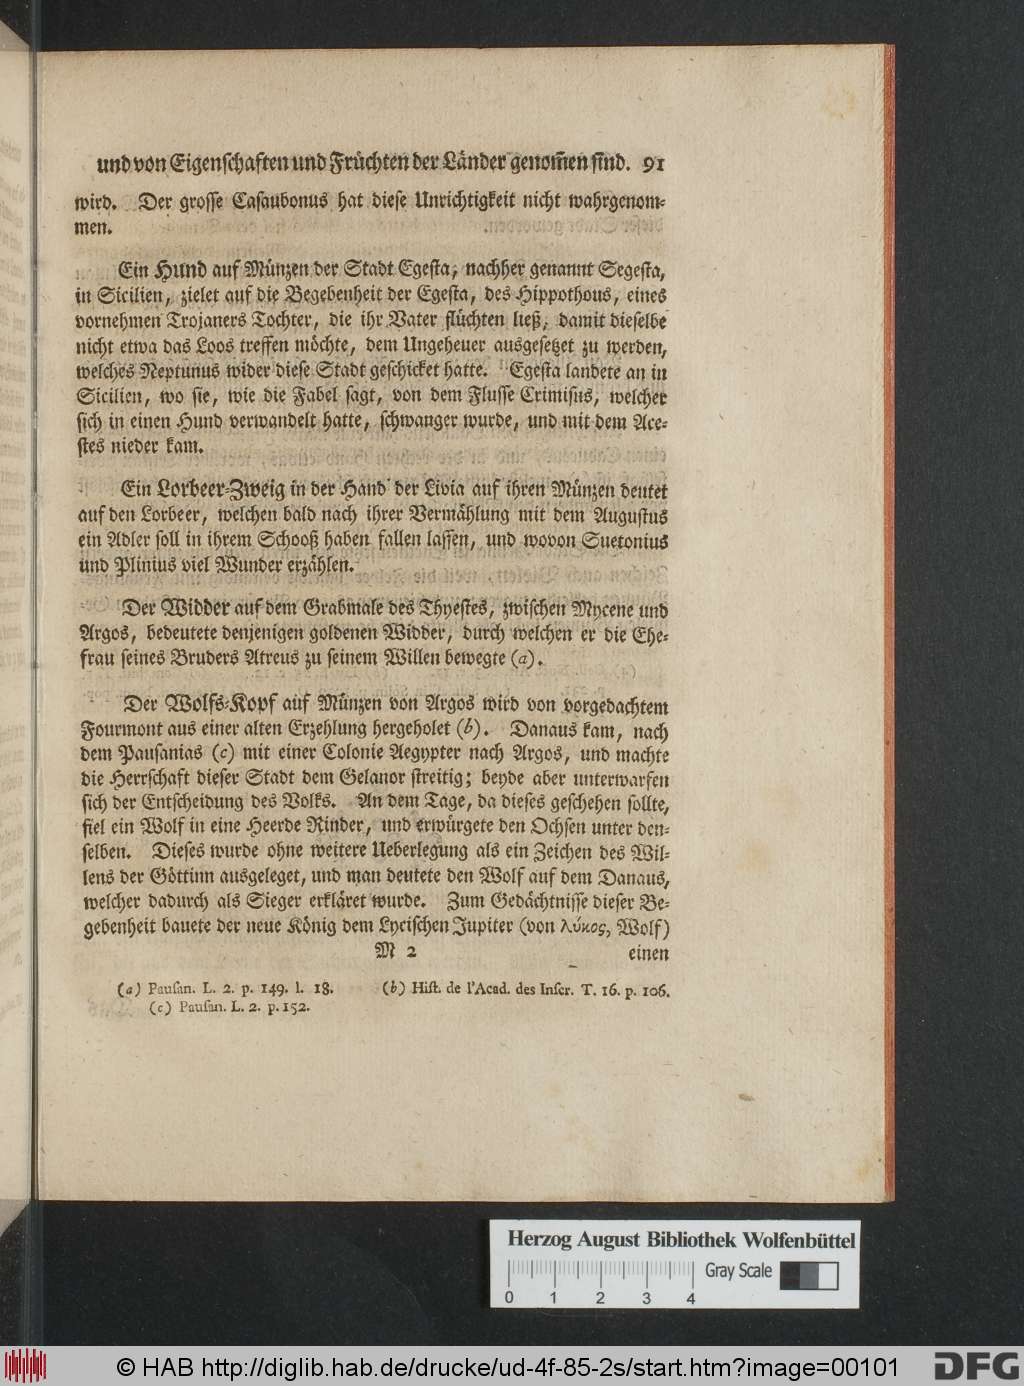 und von Eigenschaften und Früchten der Länder genom̃en sind. 91
wird. Der grosse Casaubonus hat diese Unrichtigkeit nicht wahrgenom-
men.
Ein Hund auf Münzen der Stadt Egesta, nachher genannt Segesta,
in Sicilien, zielet auf die Begebenheit der Egesta, des Hippothous, eines
vornehmen Trojaners Tochter, die ihr Vater flüchten ließ, damit dieselbe
nicht etwa das Loos treffen möchte, dem Ungeheuer ausgesetzet zu werden,
welches Neptunus wider diese Stadt geschicket hatte. Egesta landete an in
Sicilien, wo sie, wie die Fabel sagt, von dem Flusse Crimisus, welcher
sich in einen Hund verwandelt hatte, schwanger wurde, und mit dem Ace-
stes nieder kam.
Ein Lorbeer-Zweig in der Hand der Livia auf ihren Münzen deutet
auf den Lorbeer, welchen bald nach ihrer Vermählung mit dem Augustus
ein Adler soll in ihrem Schooß haben fallen lassen, und wovon Suetonius
und Plinius viel Wunder erzählen.
Der Widder auf dem Grabmale des Thyestes, zwischen Mycene und
Argos, bedeutete denjenigen goldenen Widder, durch welchen er die Ehe-
frau seines Bruders Atreus zu seinem Willen bewegte (a).
Der Wolfs-Kopf auf Münzen von Argos wird von vorgedachtem
Fourmont aus einer alten Erzehlung hergeholet (b). Danaus kam, nach
dem Pausanias (c) mit einer Colonie Aegypter nach Argos, und machte
die Herrschaft dieser Stadt dem Gelanor streitig; beyde aber unterwarfen
sich der Entscheidung des Volks. An dem Tage, da dieses geschehen sollte,
fiel ein Wolf in eine Heerde Rinder, und erwürgete den Ochsen unter den-
selben. Dieses wurde ohne weitere Ueberlegung als ein Zeichen des Wil-
lens der Göttinn ausgeleget, und man deutete den Wolf auf dem Danaus,
welcher dadurch als Sieger erkläret wurde. Zum Gedächtnisse dieser Be-
gebenheit bauete der neue König dem Lycischen Jupiter (von λύκος, Wolf)
M 2 einen
(a) Pausan. L. 2. p. 149. l. 18. (b) Hist. de l'Acad. des Inscr. T. 16. p. 106.
(c) Pausan. L. 2. p. 152.
Herzog August Bibliothek Wolfenbüttel
Gray Scale
0 1 2 3 4
© HAB http://diglib.hab.de/drucke/ud-4f-85-2s/start.htm?image=00101
DFG